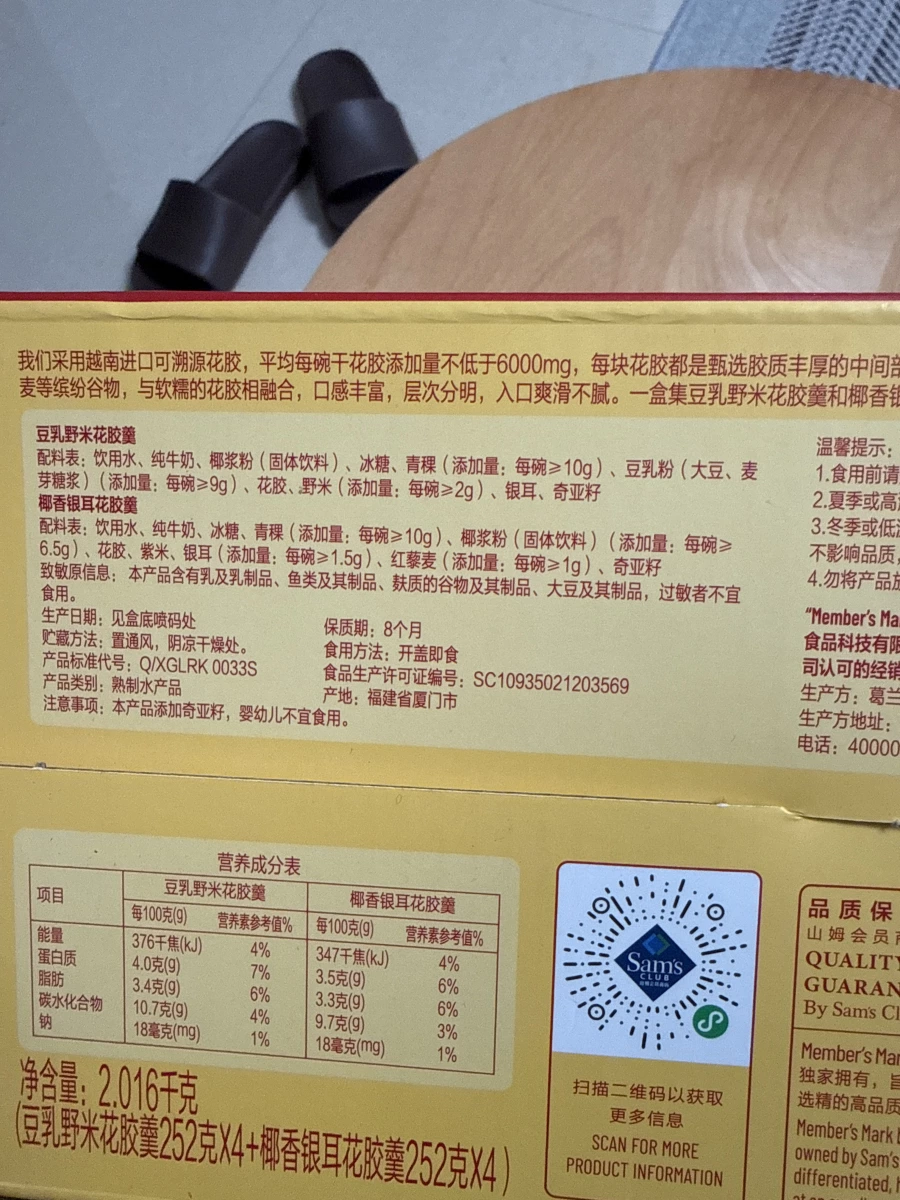 我们采用越南进口可溯源花胶，平均每碗干花胶添加量不低于6000mg，每块花胶都是甄选胶质丰厚的中间部
麦等缤纷谷物，与软糯的花胶相融合，口感丰富，层次分明，入口爽滑不腻。一盒集豆乳野米花胶羹和椰香银
豆乳野米花胶羹
配料表：饮用水、纯牛奶、椰浆粉（固体饮料）、冰糖、青稞（添加量：每碗≥10g）、豆乳粉（大豆、麦
芽糖浆）（添加量：每碗≥9g）、花胶、野米（添加量：每碗≥2g）、银耳、奇亚籽
椰香银耳花胶羹
配料表：饮用水、纯牛奶、冰糖、青稞（添加量：每碗≥10g）、椰浆粉（固体饮料）（添加量：每碗≥
6.5g）、花胶、紫米、银耳（添加量：每碗≥1.5g）、红藜麦（添加量：每碗≥1g）、奇亚籽
致敏原信息：本产品含有乳及乳制品、鱼类及其制品、麸质的谷物及其制品、大豆及其制品，过敏者不宜
食用。
生产日期：见盒底喷码处
贮藏方法：置通风，阴凉干燥处。
产品标准代号：Q/XGLRK 0033S
产品类别：熟制水产品
注意事项：本产品添加奇亚籽，婴幼儿不宜食用。
保质期：8个月
食用方法：开盖即食
食品生产许可证编号：SC10935021203569
产地：福建省厦门市
温馨提示：
1.食用前请
2.夏季或高
3.冬季或低
不影响品质，
4.勿将产品放
“Member's Ma
食品科技有限
司认可的经销
生产方：葛兰
生产方地址：
电话：40000
营养成分表
项目 豆乳野米花胶羹 椰香银耳花胶羹
每100克(g) 营养素参考值% 每100克(g) 营养素参考值%
能量 376千焦(kJ) 4% 347千焦(kJ) 4%
蛋白质 4.0克(g) 7% 3.5克(g) 6%
脂肪 3.4克(g) 6% 3.3克(g) 6%
碳水化合物 10.7克(g) 4% 9.7克(g) 3%
钠 18毫克(mg) 1% 18毫克(mg) 1%
净含量：2.016千克
(豆乳野米花胶羹252克X4+椰香银耳花胶羹252克X4)
Sam's
CLUB
扫描二维码以获取
更多信息
SCAN FOR MORE
PRODUCT INFORMATION
品质保
山姆会员商
QUALITY
GUARAN
By Sam's Cl
Member's Mar
独家拥有，旨
选精的高品质
Member's Mark b
owned by Sam's
differentiated, h